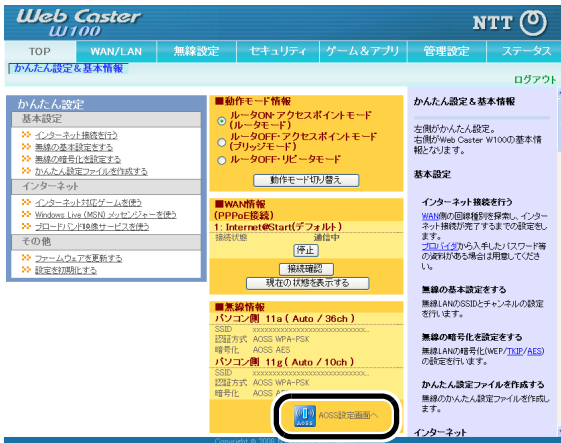 Web Caster
W100
NTT
TOP
WAN/LAN
無線設定
セキュリティ
ゲーム&アプリ
管理設定
ステータス
かんたん設定&基本情報
ログアウト
かんたん設定
基本設定
インターネット接続を行う
無線の基本設定をする
無線の暗号化を設定する
かんたん設定ファイルを作成する
インターネット
インターネット対応ゲームを使う
Windows Live (MSN) メッセンジャーを使う
ブロードバンド映像サービスを使う
その他
ファームウェアを更新する
設定を初期化する
■動作モード情報
ルータON・アクセスポイントモード
(ルータモード)
ルータOFF・アクセスポイントモード
(ブリッジモード)
ルータOFF・リピータモード
動作モード切り替え
■WAN情報
(PPPoE接続)
1: Internet@Start(デフォルト)
接続状態 通信中
停止
接続確認
現在の状態を表示する
■無線情報
パソコン側 11a ( Auto / 36ch )
SSID xxxxxxxxxxxxxxxxxxxxxx..
認証方式 AOSS WPA-PSK
暗号化 AOSS AES
パソコン側 11g ( Auto / 10ch )
SSID xxxxxxxxxxxxxxxxxxxxxx..
認証方式 AOSS WPA-PSK
暗号化 AOSS AES
AOSS
AOSS設定画面へ
かんたん設定&基本情報
左側がかんたん設定。
右側がWeb Caster W100の基本情
報となります。
基本設定
インターネット接続を行う
WAN側の回線種別を探索し、インター
ネット接続が完了するまでの設定をし
ます。
プロバイダから入手したパスワード等
の資料がある場合は用意してくださ
い。
無線の基本設定をする
無線LANのSSIDとチャンネルの設定
を行います。
無線の暗号化を設定する
無線LANの暗号化(WEP/TKIP/AES)
の設定を行います。
かんたん設定ファイルを作成する
無線のかんたん設定ファイルを作成し
ます。
インターネット
Copyright © 2008